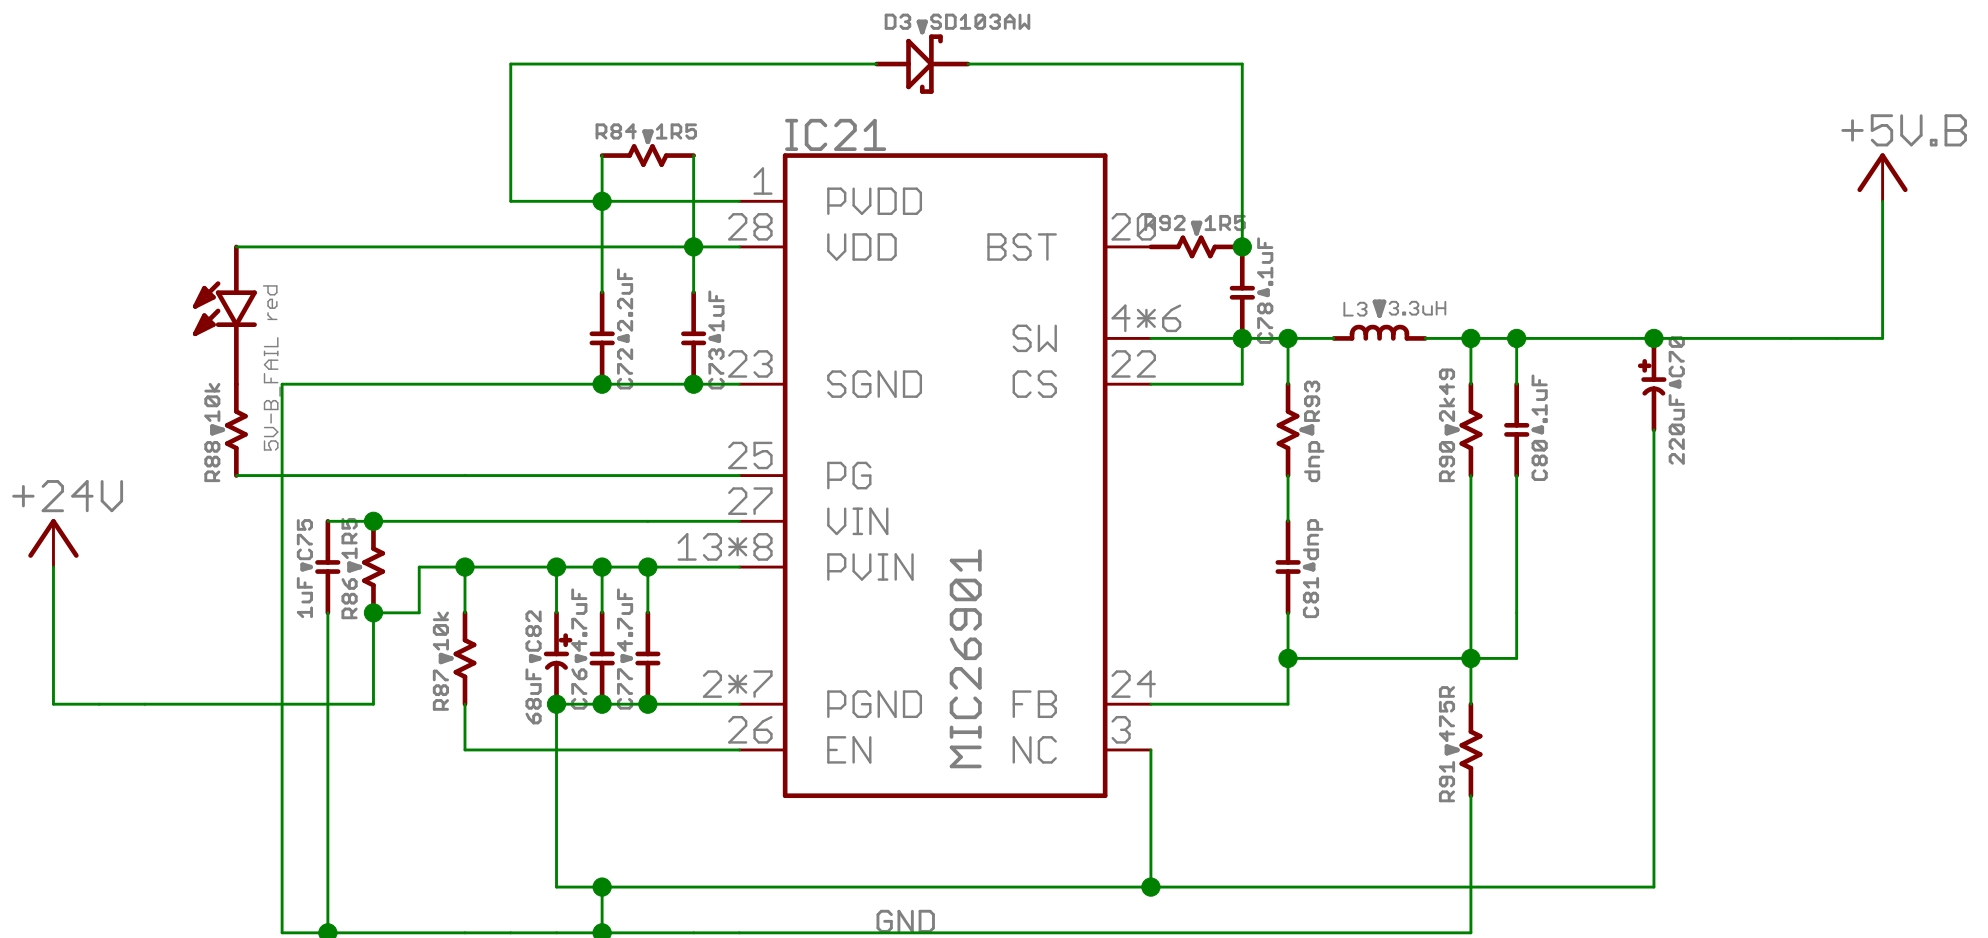 D3 SD103AW
R84 1R5
IC21
+5V.B
1
PVDD
28
VDD
BST
20
R92 1R5
C72 2.2uF
C73 1uF
C78 .1uF
SW
4*6
L3 3.3uH
23
SGND
CS
22
5V-B_FAIL red
R88 10k
dnp R93
R90 2k49
C80 .1uF
220uF C70
25
PG
+24V
27
VIN
13*8
PVIN
1uF C75
R86 1R5
R87 10k
68uF C82
C76 4.7uF
C77 4.7uF
MIC26901
C81 dnp
2*7
PGND
FB
24
26
EN
NC
3
R91 475R
GND